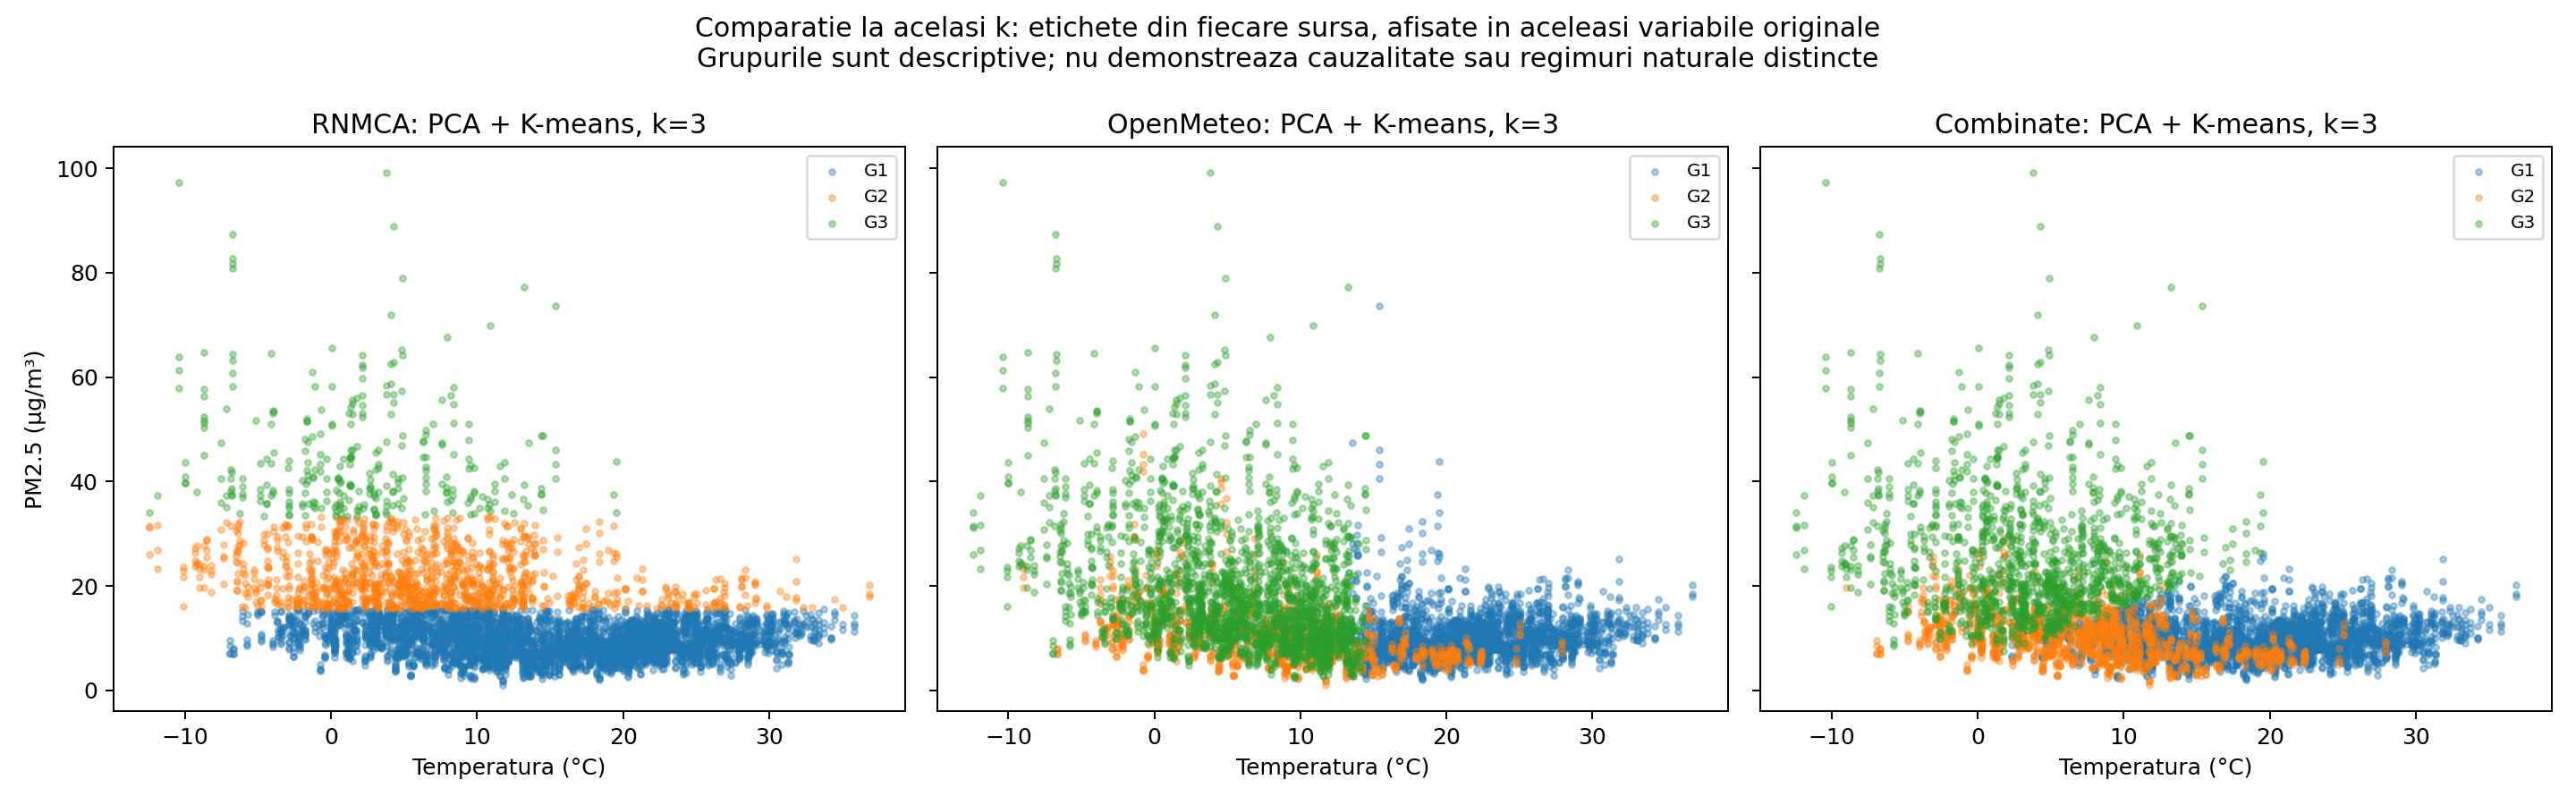 Comparatie la acelasi k: etichete din fiecare sursa, afisate in aceleasi variabile originale
Grupurile sunt descriptive; nu demonstreaza cauzalitate sau regimuri naturale distincte
RNMCA: PCA + K-means, k=3
OpenMeteo: PCA + K-means, k=3
Combinate: PCA + K-means, k=3
PM2.5 (µg/m³)
100
80
60
40
20
0
G1
G2
G3
G1
G2
G3
G1
G2
G3
−10 0 10 20 30
−10 0 10 20 30
−10 0 10 20 30
Temperatura (°C)
Temperatura (°C)
Temperatura (°C)